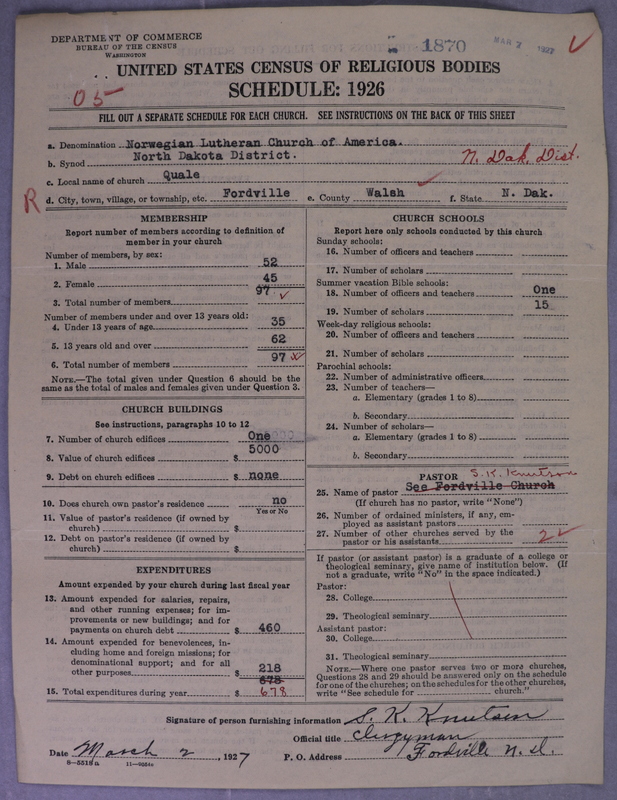 DEPARTMENT OF COMMERCE
BUREAU OF THE CENSUS
WASHINGTON
1870
MAR 7 1927
UNITED STATES CENSUS OF RELIGIOUS BODIES
05
SCHEDULE: 1926
FILL OUT A SEPARATE SCHEDULE FOR EACH CHURCH. SEE INSTRUCTIONS ON THE BACK OF THIS SHEET
a. Denomination Norwegian Lutheran Church of America.
b. Synod North Dakota District. N. Dak. Dist.
c. Local name of church Quale
R d. City, town, village, or township, etc. Fordville e. County Walsh f. State N. Dak.
MEMBERSHIP
Report number of members according to definition of
member in your church
Number of members, by sex:
1. Male 52
2. Female 45
3. Total number of members 97
Number of members under and over 13 years old:
4. Under 13 years of age 35
5. 13 years old and over 62
6. Total number of members 97
NOTE.—The total given under Question 6 should be the
same as the total of males and females given under Question 3.
CHURCH BUILDINGS
See instructions, paragraphs 10 to 12
7. Number of church edifices One
8. Value of church edifices $ 5000
9. Debt on church edifices $ none
10. Does church own pastor's residence no
Yes or No
11. Value of pastor's residence (if owned by
church) $
12. Debt on pastor's residence (if owned by
church) $
EXPENDITURES
Amount expended by your church during last fiscal year
13. Amount expended for salaries, repairs,
and other running expenses; for im-
provements or new buildings; and for
payments on church debt $ 460
14. Amount expended for benevolences, in-
cluding home and foreign missions; for
denominational support; and for all
other purposes $ 218
678
15. Total expenditures during year $ 678
CHURCH SCHOOLS
Report here only schools conducted by this church
Sunday schools:
16. Number of officers and teachers
17. Number of scholars
Summer vacation Bible schools:
18. Number of officers and teachers One
19. Number of scholars 15
Week-day religious schools:
20. Number of officers and teachers
21. Number of scholars
Parochial schools:
22. Number of administrative officers
23. Number of teachers—
a. Elementary (grades 1 to 8)
b. Secondary
24. Number of scholars—
a. Elementary (grades 1 to 8)
b. Secondary
PASTOR S. K. Knutson
25. Name of pastor See Fordville Church
(If church has no pastor, write "None")
26. Number of ordained ministers, if any, em-
ployed as assistant pastors
27. Number of other churches served by the
pastor or his assistants 2
If pastor (or assistant pastor) is a graduate of a college or
theological seminary, give name of institution below. (If
not a graduate, write "No" in the space indicated.)
Pastor:
28. College
29. Theological seminary
Assistant pastor:
30. College
31. Theological seminary
NOTE.—Where one pastor serves two or more churches,
Questions 28 and 29 should be answered only on the schedule
for one of the churches; on the schedules for the other churches,
write "See schedule for church."
Signature of person furnishing information S. K. Knutson
Official title Clergyman
Date March 2, 1927 P. O. Address Fordville N. D.
8—5518a 11—9354c